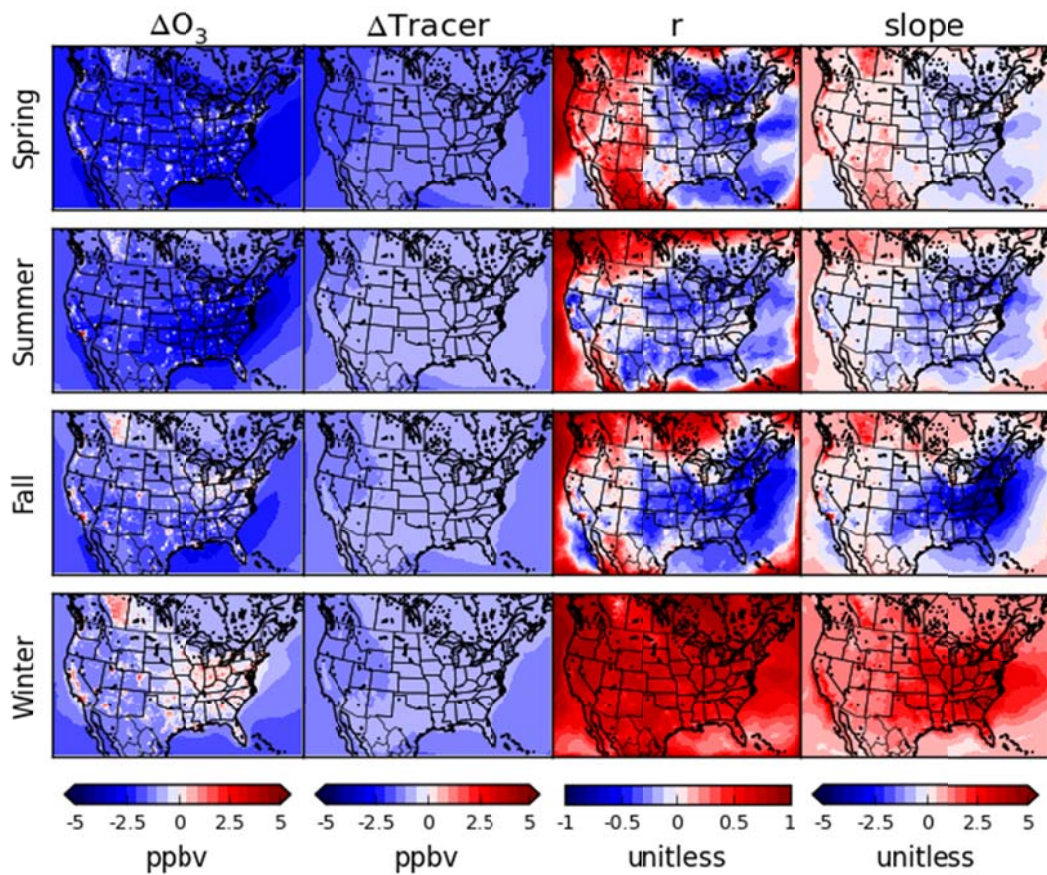 ΔO₃ ΔTracer r slope
Spring
Summer
Fall
Winter
-5 -2.5 0 2.5 5 -5 -2.5 0 2.5 5 -1 -0.5 0 0.5 1 -5 -2.5 0 2.5 5
ppbv ppbv unitless unitless